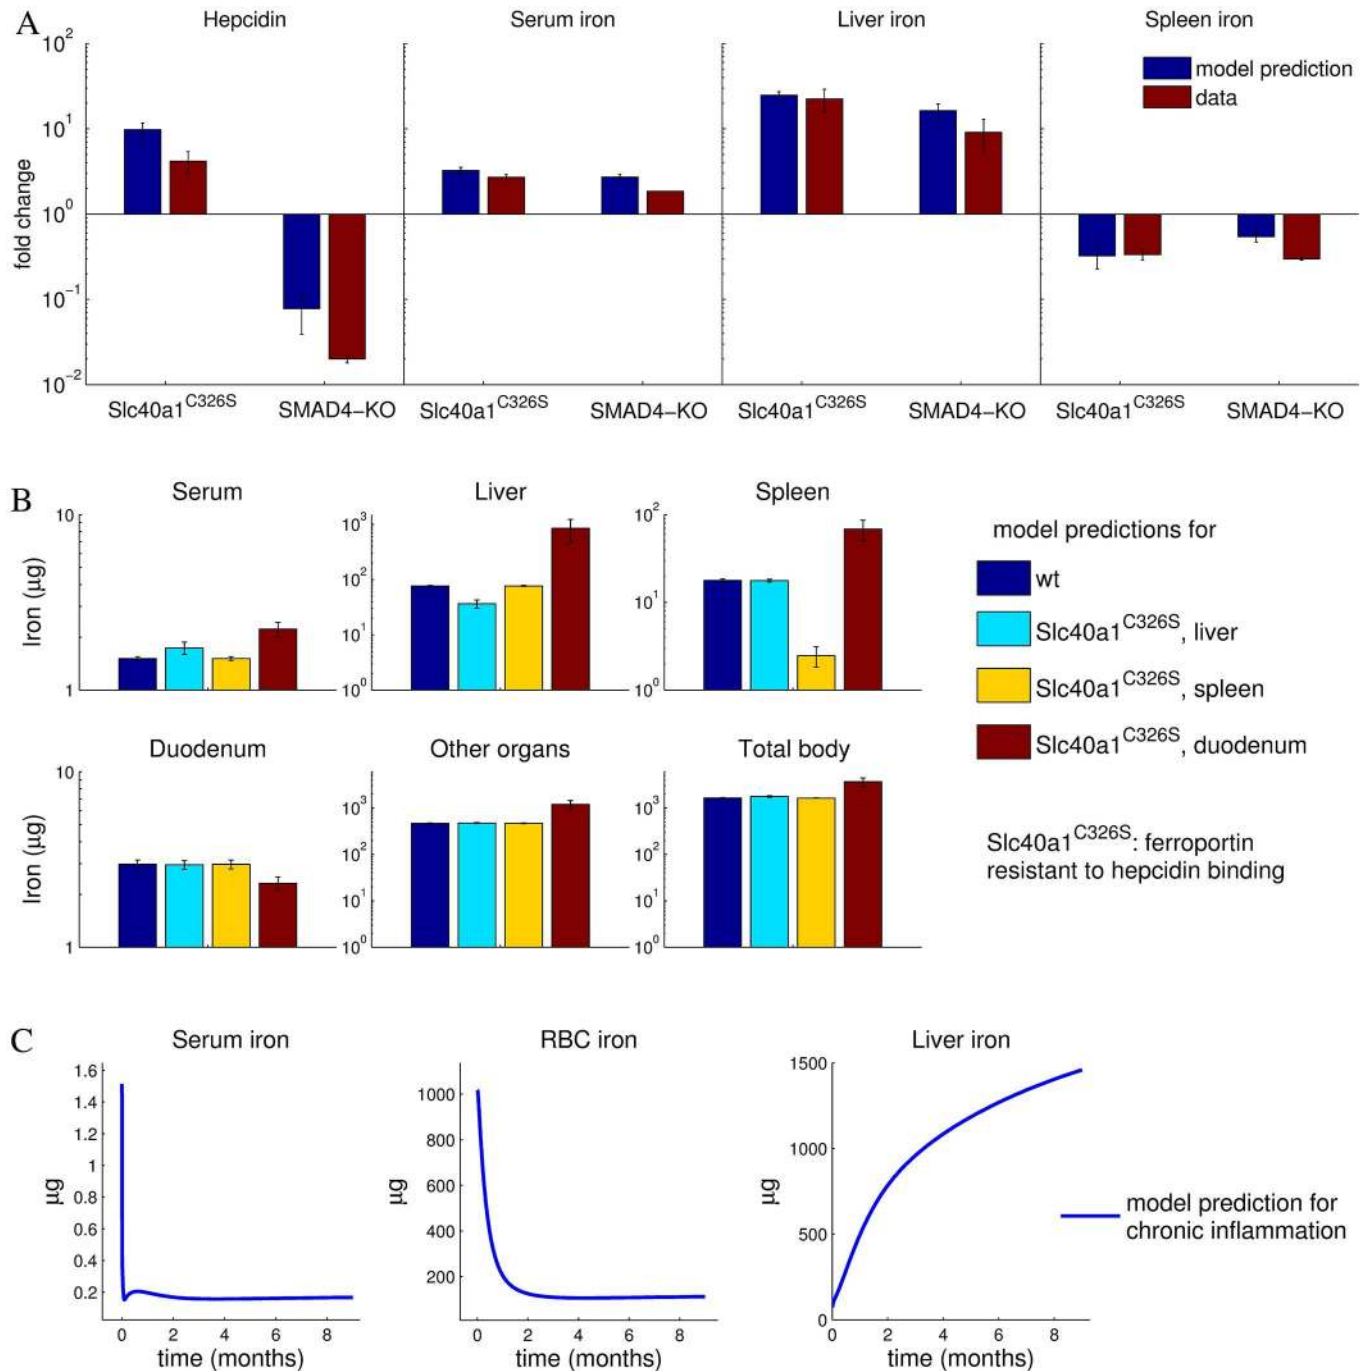 A
Hepcidin Serum iron Liver iron Spleen iron
10^2
10^1
10^0
10^−1
10^−2
fold change
model prediction
data
Slc40a1^C326S SMAD4−KO Slc40a1^C326S SMAD4−KO Slc40a1^C326S SMAD4−KO Slc40a1^C326S SMAD4−KO
B
Serum Liver Spleen
Iron (μg)
10
1
10^3
10^2
10^1
10^0
10^2
10^1
10^0
Duodenum Other organs Total body
Iron (μg)
10
1
10^3
10^2
10^1
10^0
10^3
10^2
10^1
10^0
model predictions for
wt
Slc40a1^C326S, liver
Slc40a1^C326S, spleen
Slc40a1^C326S, duodenum
Slc40a1^C326S: ferroportin
resistant to hepcidin binding
C
Serum iron RBC iron Liver iron
μg
1.6
1.4
1.2
1
0.8
0.6
0.4
0.2
0 2 4 6 8
time (months)
μg
1000
800
600
400
200
0 2 4 6 8
time (months)
μg
1500
1000
500
0
0 2 4 6 8
time (months)
model prediction for
chronic inflammation